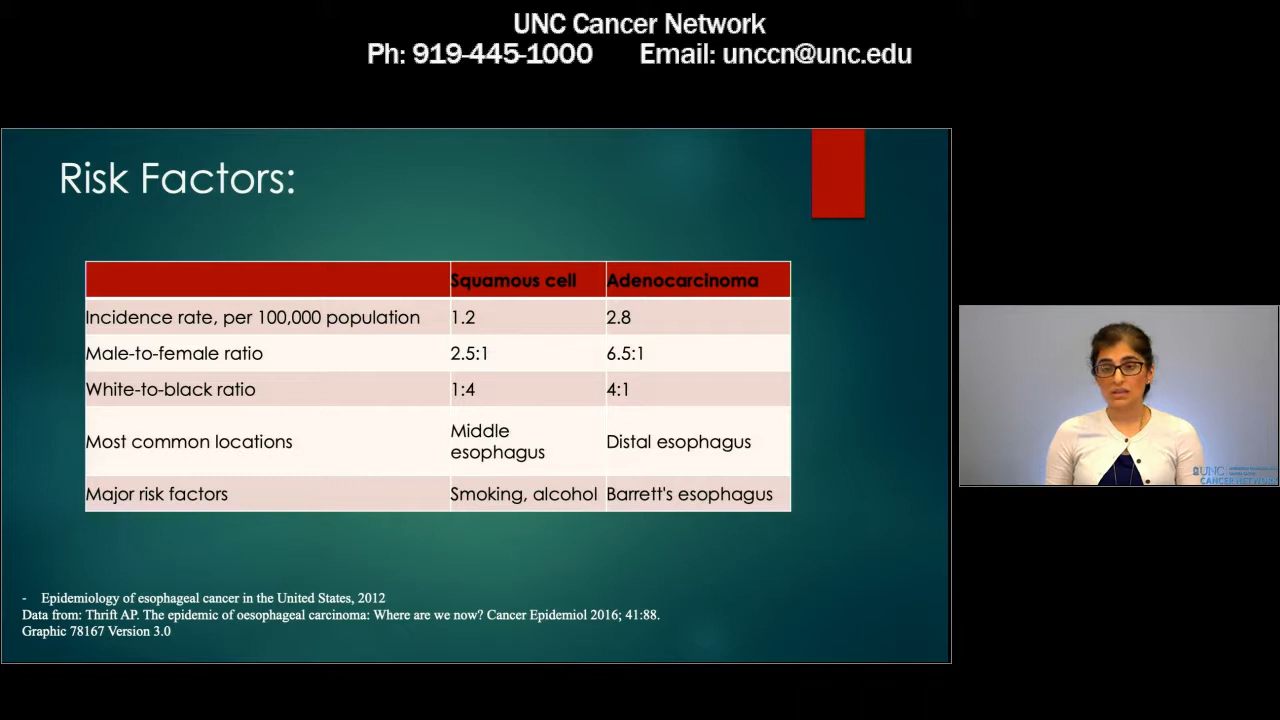 UNC Cancer Network
Ph: 919-445-1000 Email: unccn@unc.edu
Risk Factors:
Squamous cell Adenocarcinoma
Incidence rate, per 100,000 population 1.2 2.8
Male-to-female ratio 2.5:1 6.5:1
White-to-black ratio 1:4 4:1
Most common locations Middle esophagus Distal esophagus
Major risk factors Smoking, alcohol Barrett's esophagus
- Epidemiology of esophageal cancer in the United States, 2012
Data from: Thrift AP. The epidemic of oesophageal carcinoma: Where are we now? Cancer Epidemiol 2016; 41:88.
Graphic 78167 Version 3.0
UNC
CANCER NETWORK